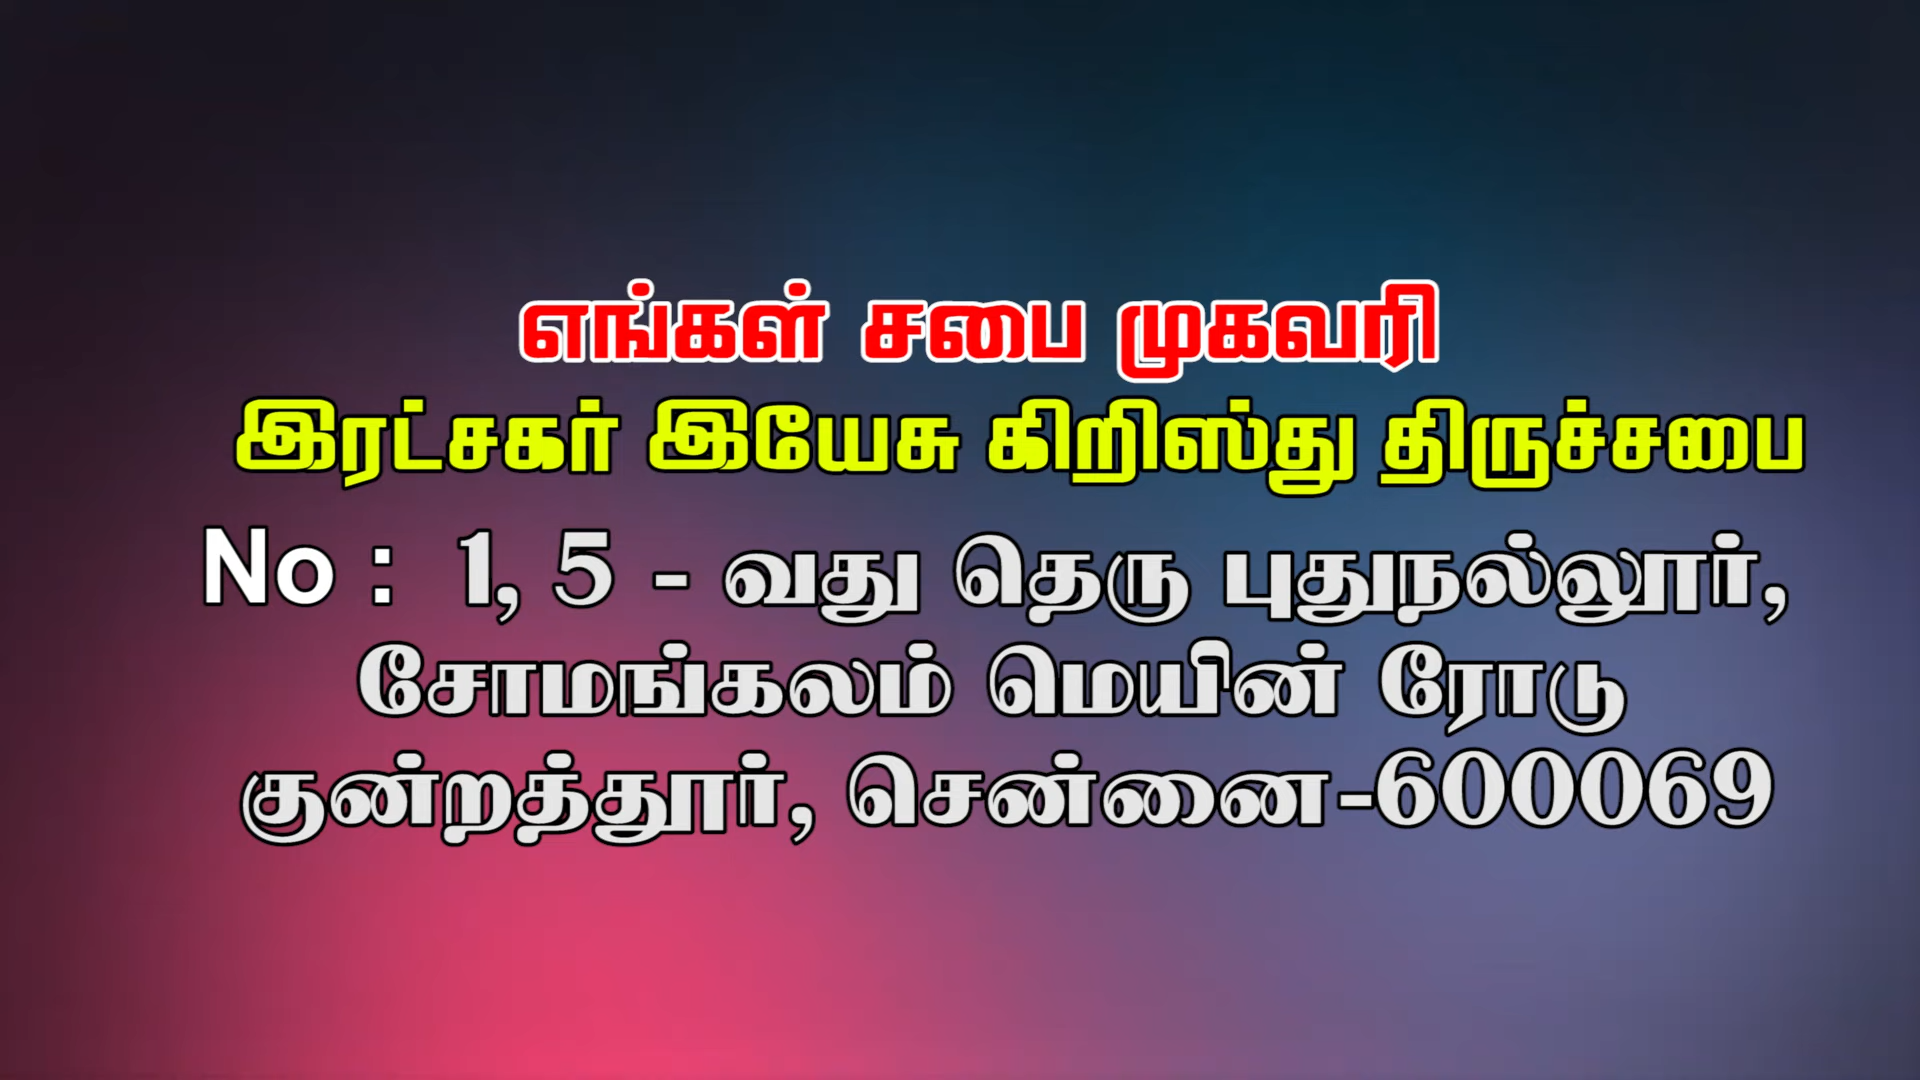 எங்கள் சபை முகவரி
இரட்சகர் இயேசு கிறிஸ்து திருச்சபை
No : 1, 5 - வது தெரு புதுநல்லூர்,
சோமங்கலம் மெயின் ரோடு
குன்றத்தூர், சென்னை-600069